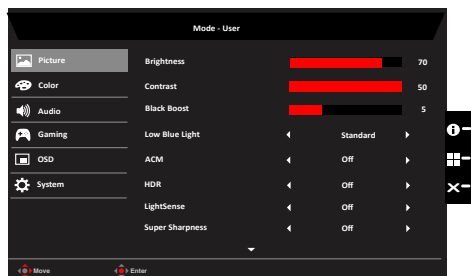 Mode - User
Picture
Brightness 70
Color
Contrast 50
Audio
Black Boost 5
Gaming
Low Blue Light Standard
OSD
ACM Off
System
HDR Off
LightSense Off
Super Sharpness Off
Move Enter